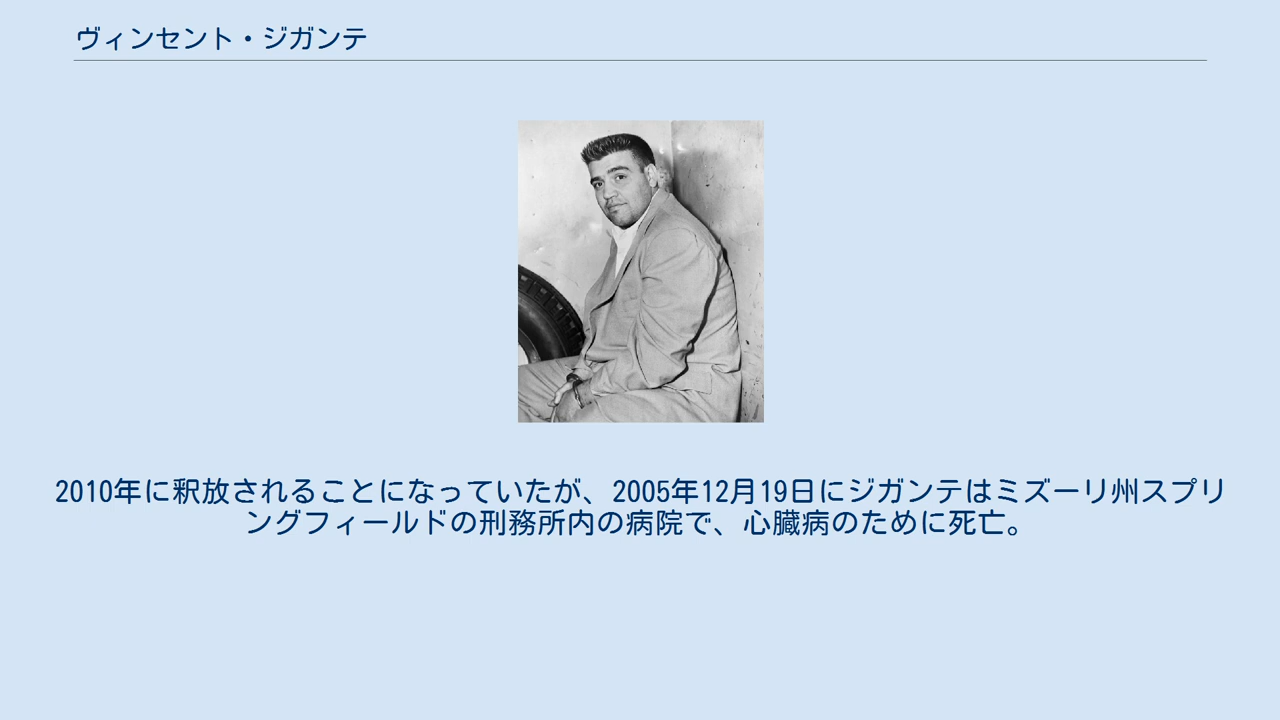 ヴィンセント・ジガンテ
2010年に釈放されることになっていたが、2005年12月19日にジガンテはミズーリ州スプリ
ングフィールドの刑務所内の病院で、心臓病のために死亡。